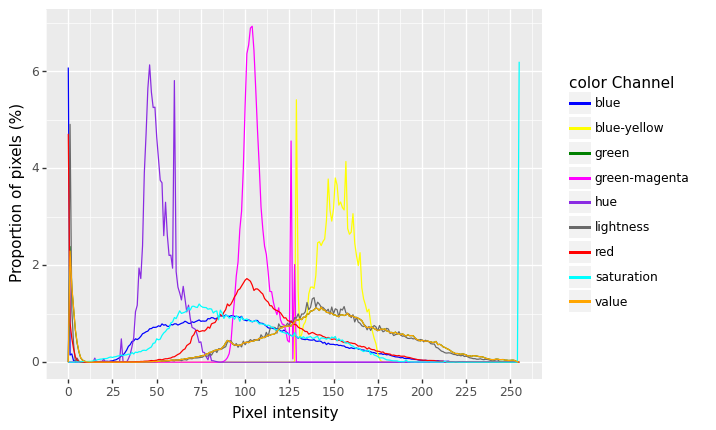 Proportion of pixels (%)
6
4
2
0
0
25
50
75
100
125
150
175
200
225
250
Pixel intensity
color Channel
blue
blue-yellow
green
green-magenta
hue
lightness
red
saturation
value